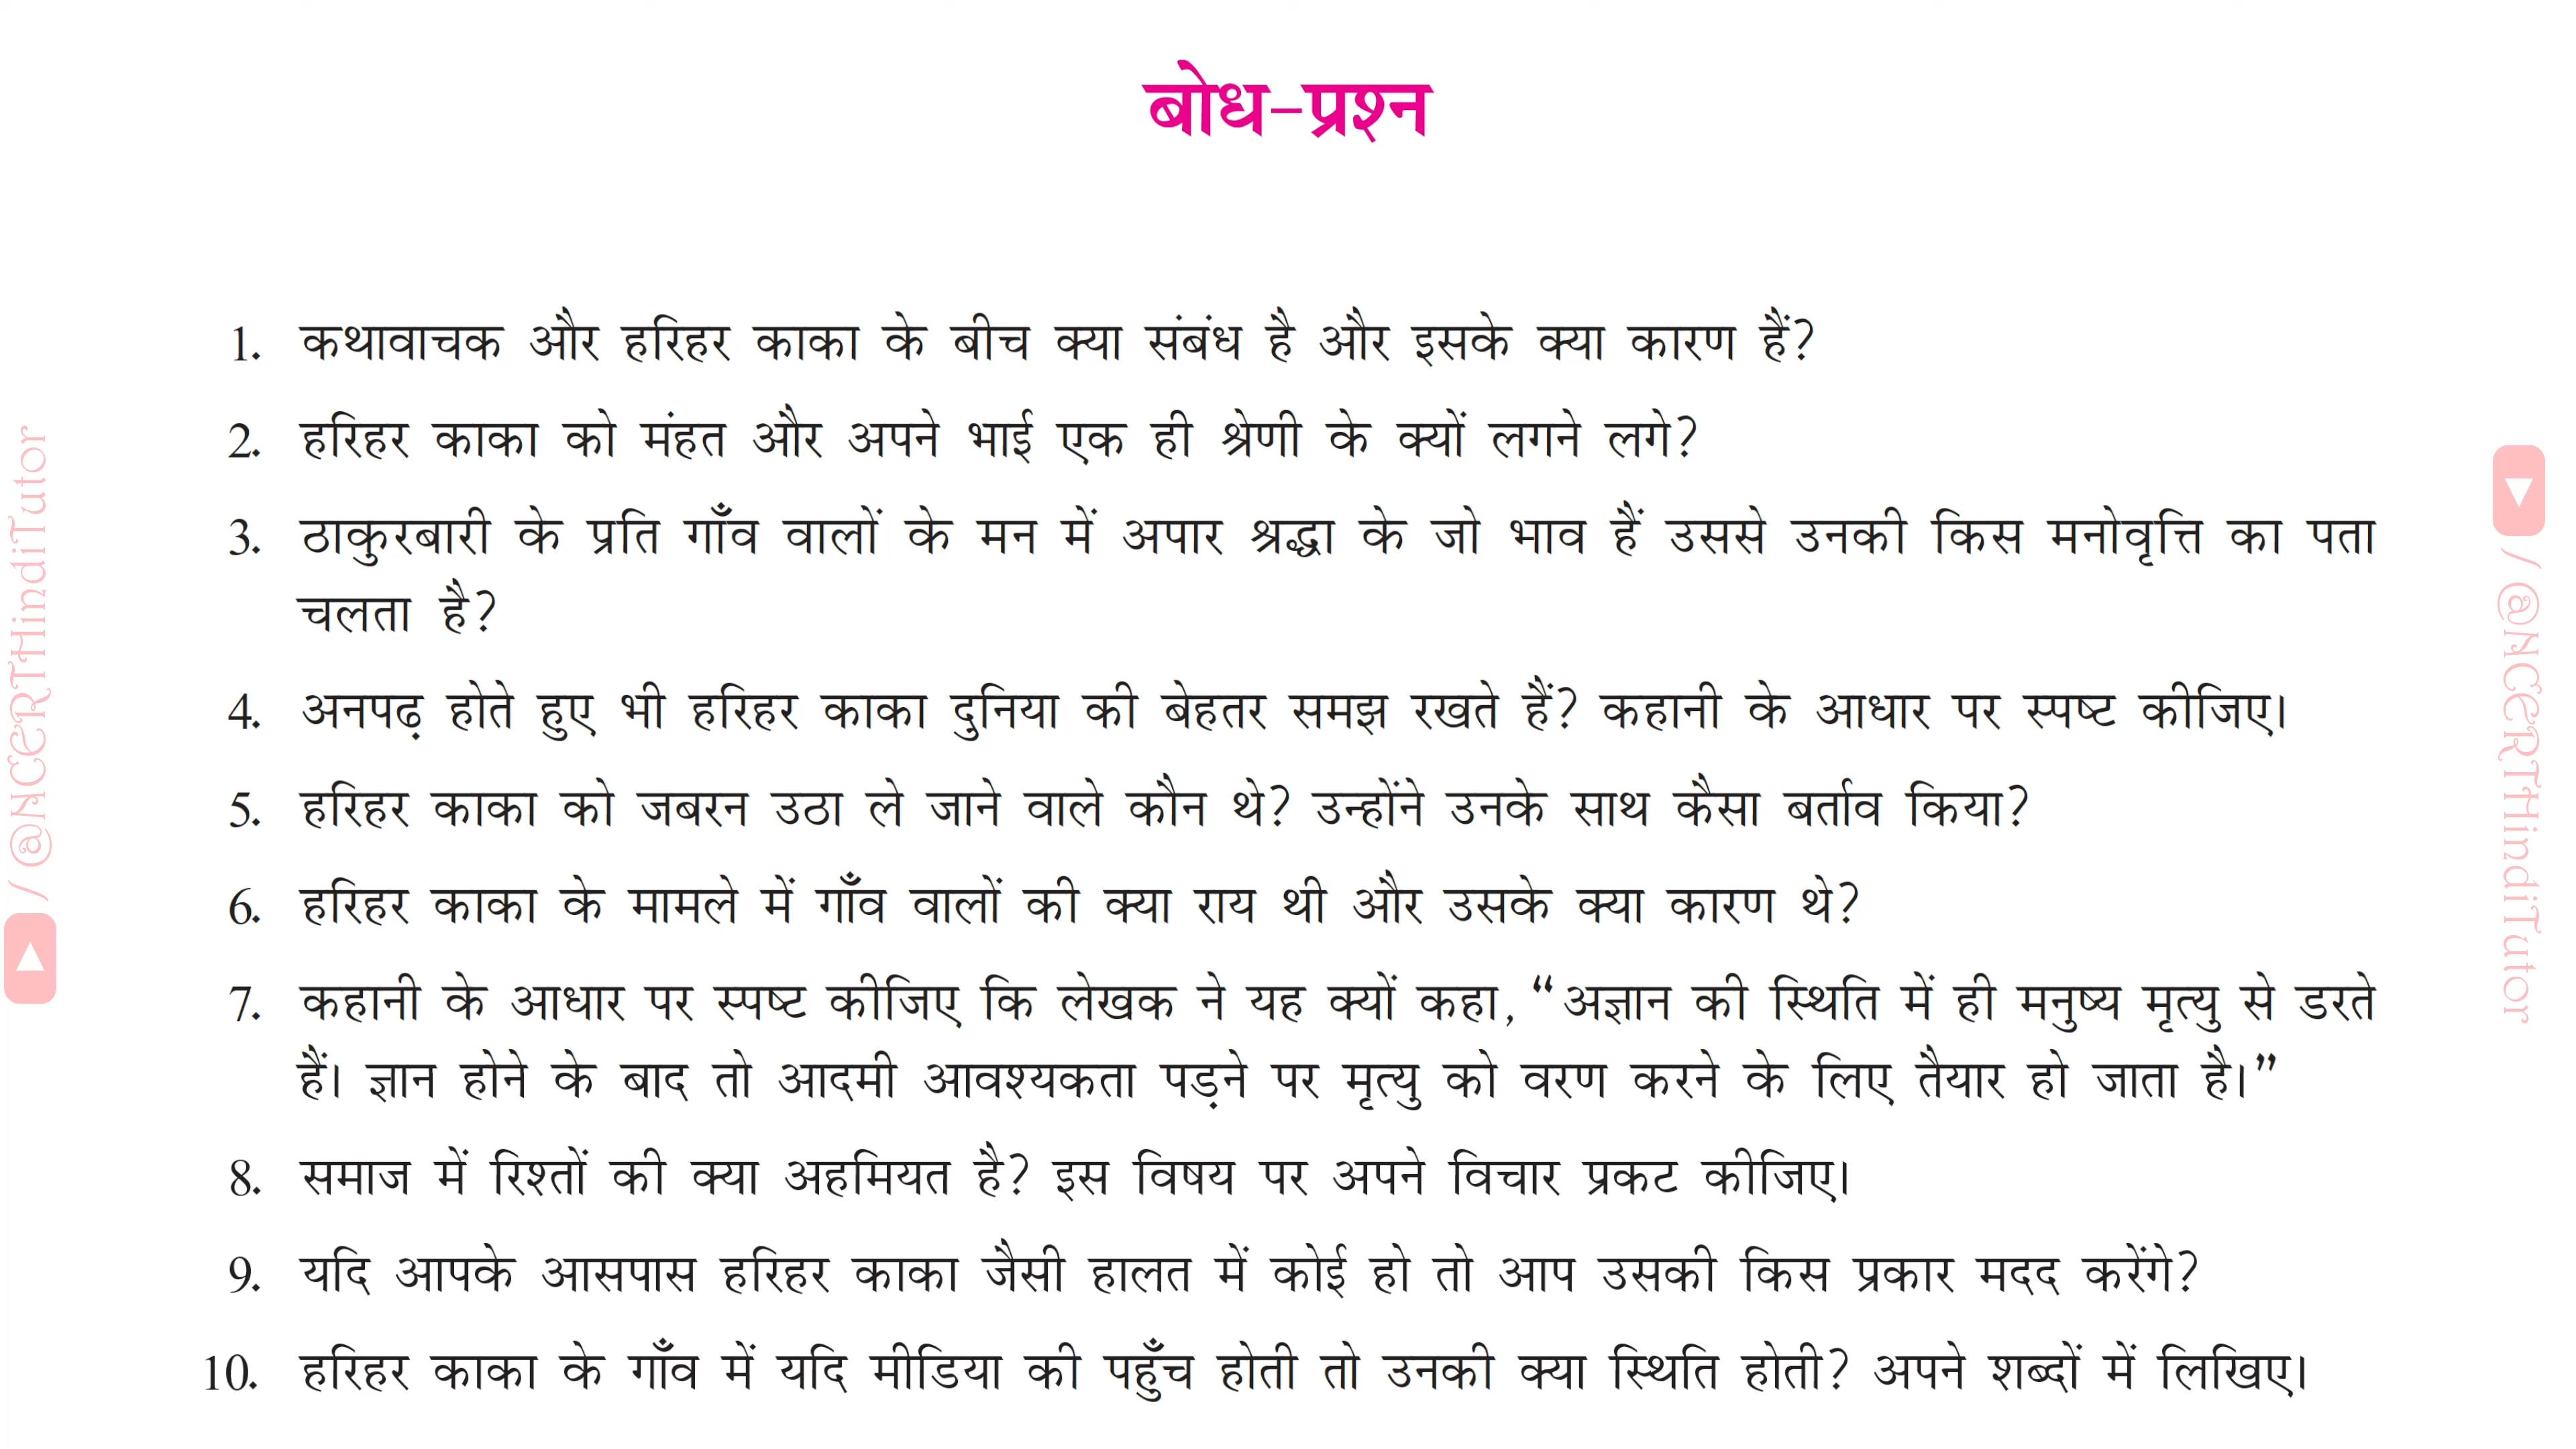 बोध-प्रश्न
1. कथावाचक और हरिहर काका के बीच क्या संबंध है और इसके क्या कारण हैं?
2. हरिहर काका को मंहत और अपने भाई एक ही श्रेणी के क्यों लगने लगे?
3. ठाकुरबारी के प्रति गाँव वालों के मन में अपार श्रद्धा के जो भाव हैं उससे उनकी किस मनोवृत्ति का पता
चलता है?
4. अनपढ़ होते हुए भी हरिहर काका दुनिया की बेहतर समझ रखते हैं? कहानी के आधार पर स्पष्ट कीजिए।
5. हरिहर काका को जबरन उठा ले जाने वाले कौन थे? उन्होंने उनके साथ कैसा बर्ताव किया?
6. हरिहर काका के मामले में गाँव वालों की क्या राय थी और उसके क्या कारण थे?
7. कहानी के आधार पर स्पष्ट कीजिए कि लेखक ने यह क्यों कहा, “अज्ञान की स्थिति में ही मनुष्य मृत्यु से डरते
हैं। ज्ञान होने के बाद तो आदमी आवश्यकता पड़ने पर मृत्यु को वरण करने के लिए तैयार हो जाता है।”
8. समाज में रिश्तों की क्या अहमियत है? इस विषय पर अपने विचार प्रकट कीजिए।
9. यदि आपके आसपास हरिहर काका जैसी हालत में कोई हो तो आप उसकी किस प्रकार मदद करेंगे?
10. हरिहर काका के गाँव में यदि मीडिया की पहुँच होती तो उनकी क्या स्थिति होती? अपने शब्दों में लिखिए।
/ @NCERTHindiTutor
/ @NCERTHindiTutor